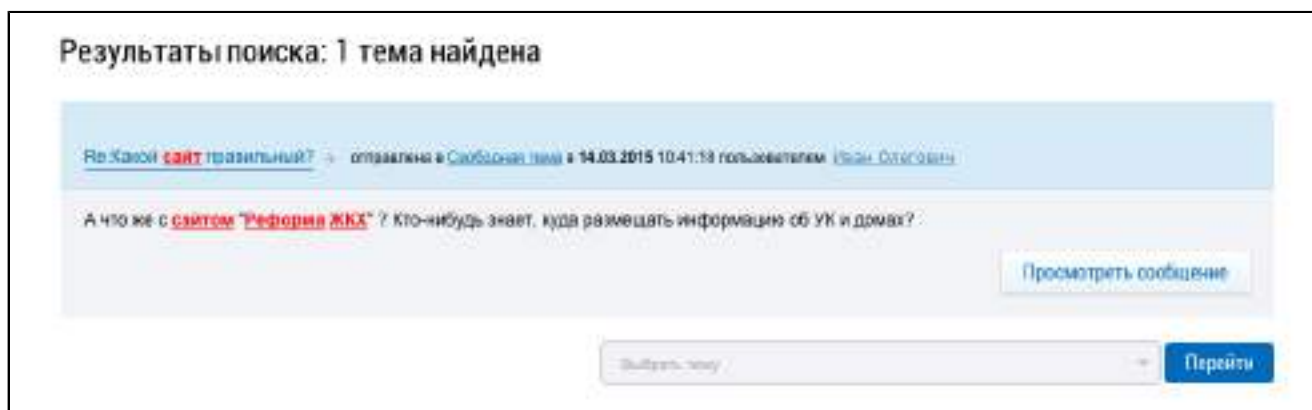 Результаты поиска: 1 тема найдена
Re:Какой сайт правильный? → отправлена в Свободная тема в 14.03.2015 10:41:18 пользователем Иван Олегович
А что же с сайтом "Реформа ЖКХ" ? Кто-нибудь знает, куда размещать информацию об УК и домах?
Просмотреть сообщение
Выбрать тему
Перейти